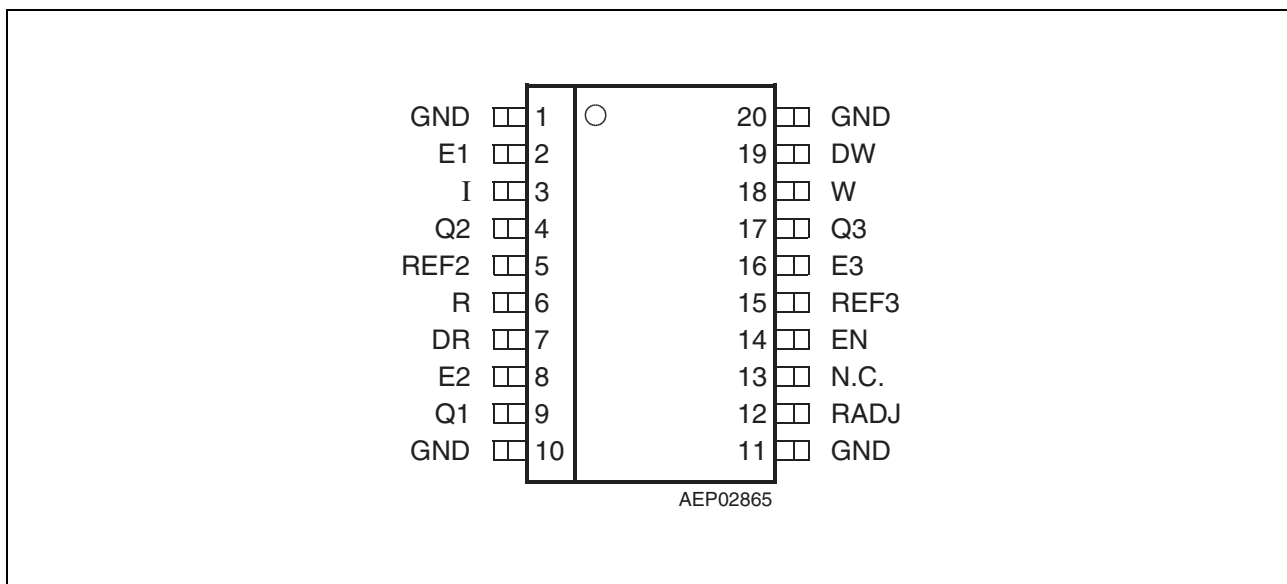 GND 1 20 GND
E1 2 19 DW
I 3 18 W
Q2 4 17 Q3
REF2 5 16 E3
R 6 15 REF3
DR 7 14 EN
E2 8 13 N.C.
Q1 9 12 RADJ
GND 10 11 GND
AEP02865